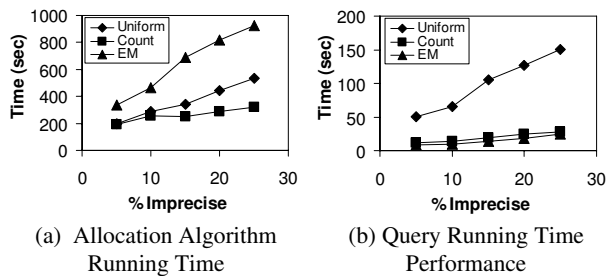 1000
800
600
400
200
0
Time (sec)
Uniform
Count
EM
0 10 20 30
% Imprecise
(a) Allocation Algorithm
Running Time
200
150
100
50
0
Time (sec)
Uniform
Count
EM
0 10 20 30
% Imprecise
(b) Query Running Time
Performance